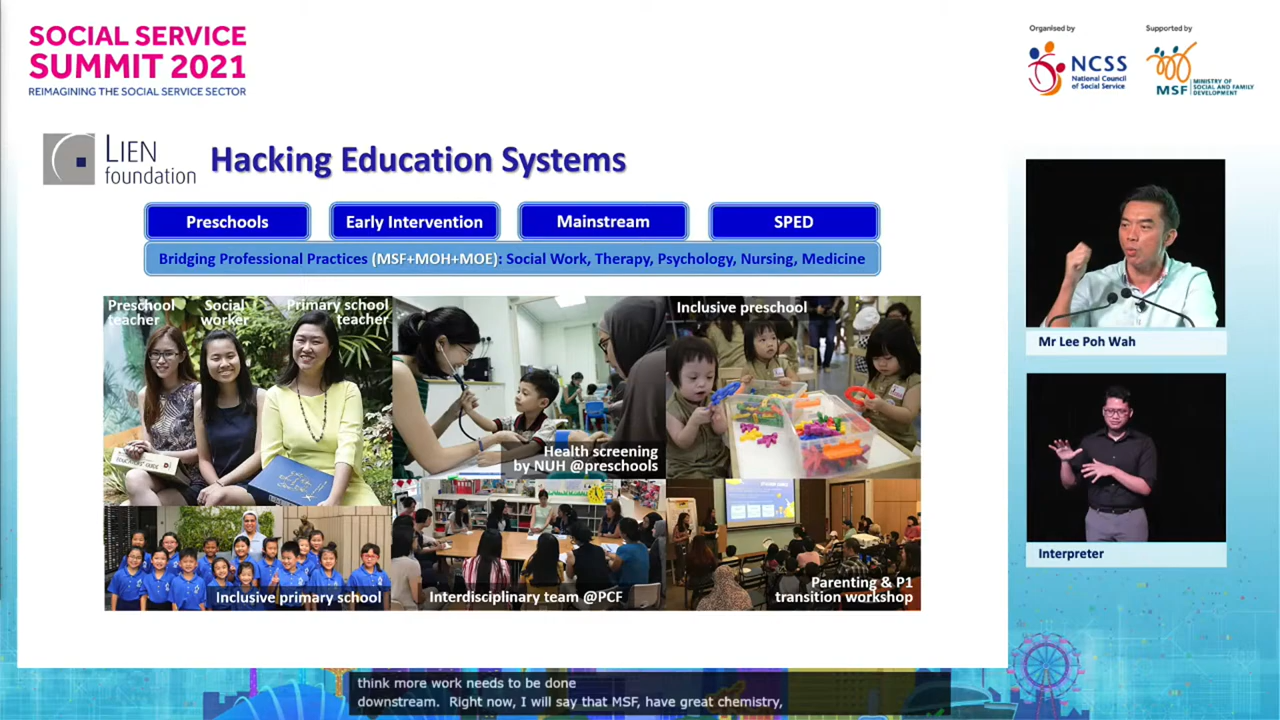 SOCIAL SERVICE
SUMMIT 2021
REIMAGINING THE SOCIAL SERVICE SECTOR
Organised by
NCSS
National Council
of Social Service
Supported by
MSF
MINISTRY OF
SOCIAL AND FAMILY
DEVELOPMENT
LIEN
foundation
Hacking Education Systems
Preschools
Early Intervention
Mainstream
SPED
Bridging Professional Practices (MSF+MOH+MOE): Social Work, Therapy, Psychology, Nursing, Medicine
Preschool
teacher
Social
worker
Primary school
teacher
Health screening
by NUH @preschools
Inclusive preschool
Inclusive primary school
Interdisciplinary team @PCF
Parenting & P1
transition workshop
Mr Lee Poh Wah
Interpreter
think more work needs to be done
downstream. Right now, I will say that MSF, have great chemistry,